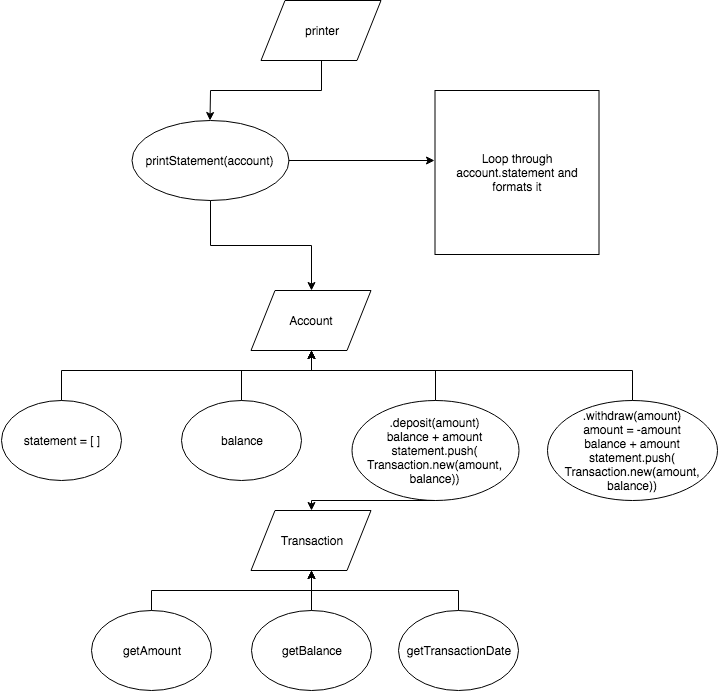 printer
printStatement(account)
Loop through
account.statement and
formats it
Account
statement = [ ]
balance
.deposit(amount)
balance + amount
statement.push(
Transaction.new(amount,
balance))
.withdraw(amount)
amount = -amount
balance + amount
statement.push(
Transaction.new(amount,
balance))
Transaction
getAmount
getBalance
getTransactionDate